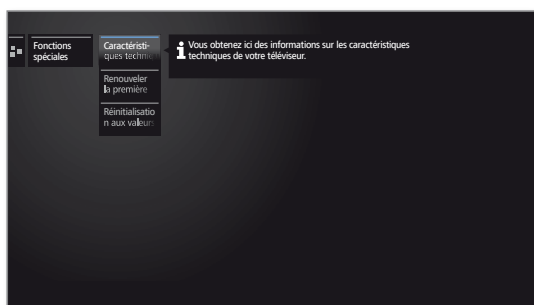 Fonctions
spéciales
Caractéristi-
ques techni
Renouveler
la première
Réinitialisatio
n aux valeurs
Vous obtenez ici des informations sur les caractéristiques
techniques de votre téléviseur.